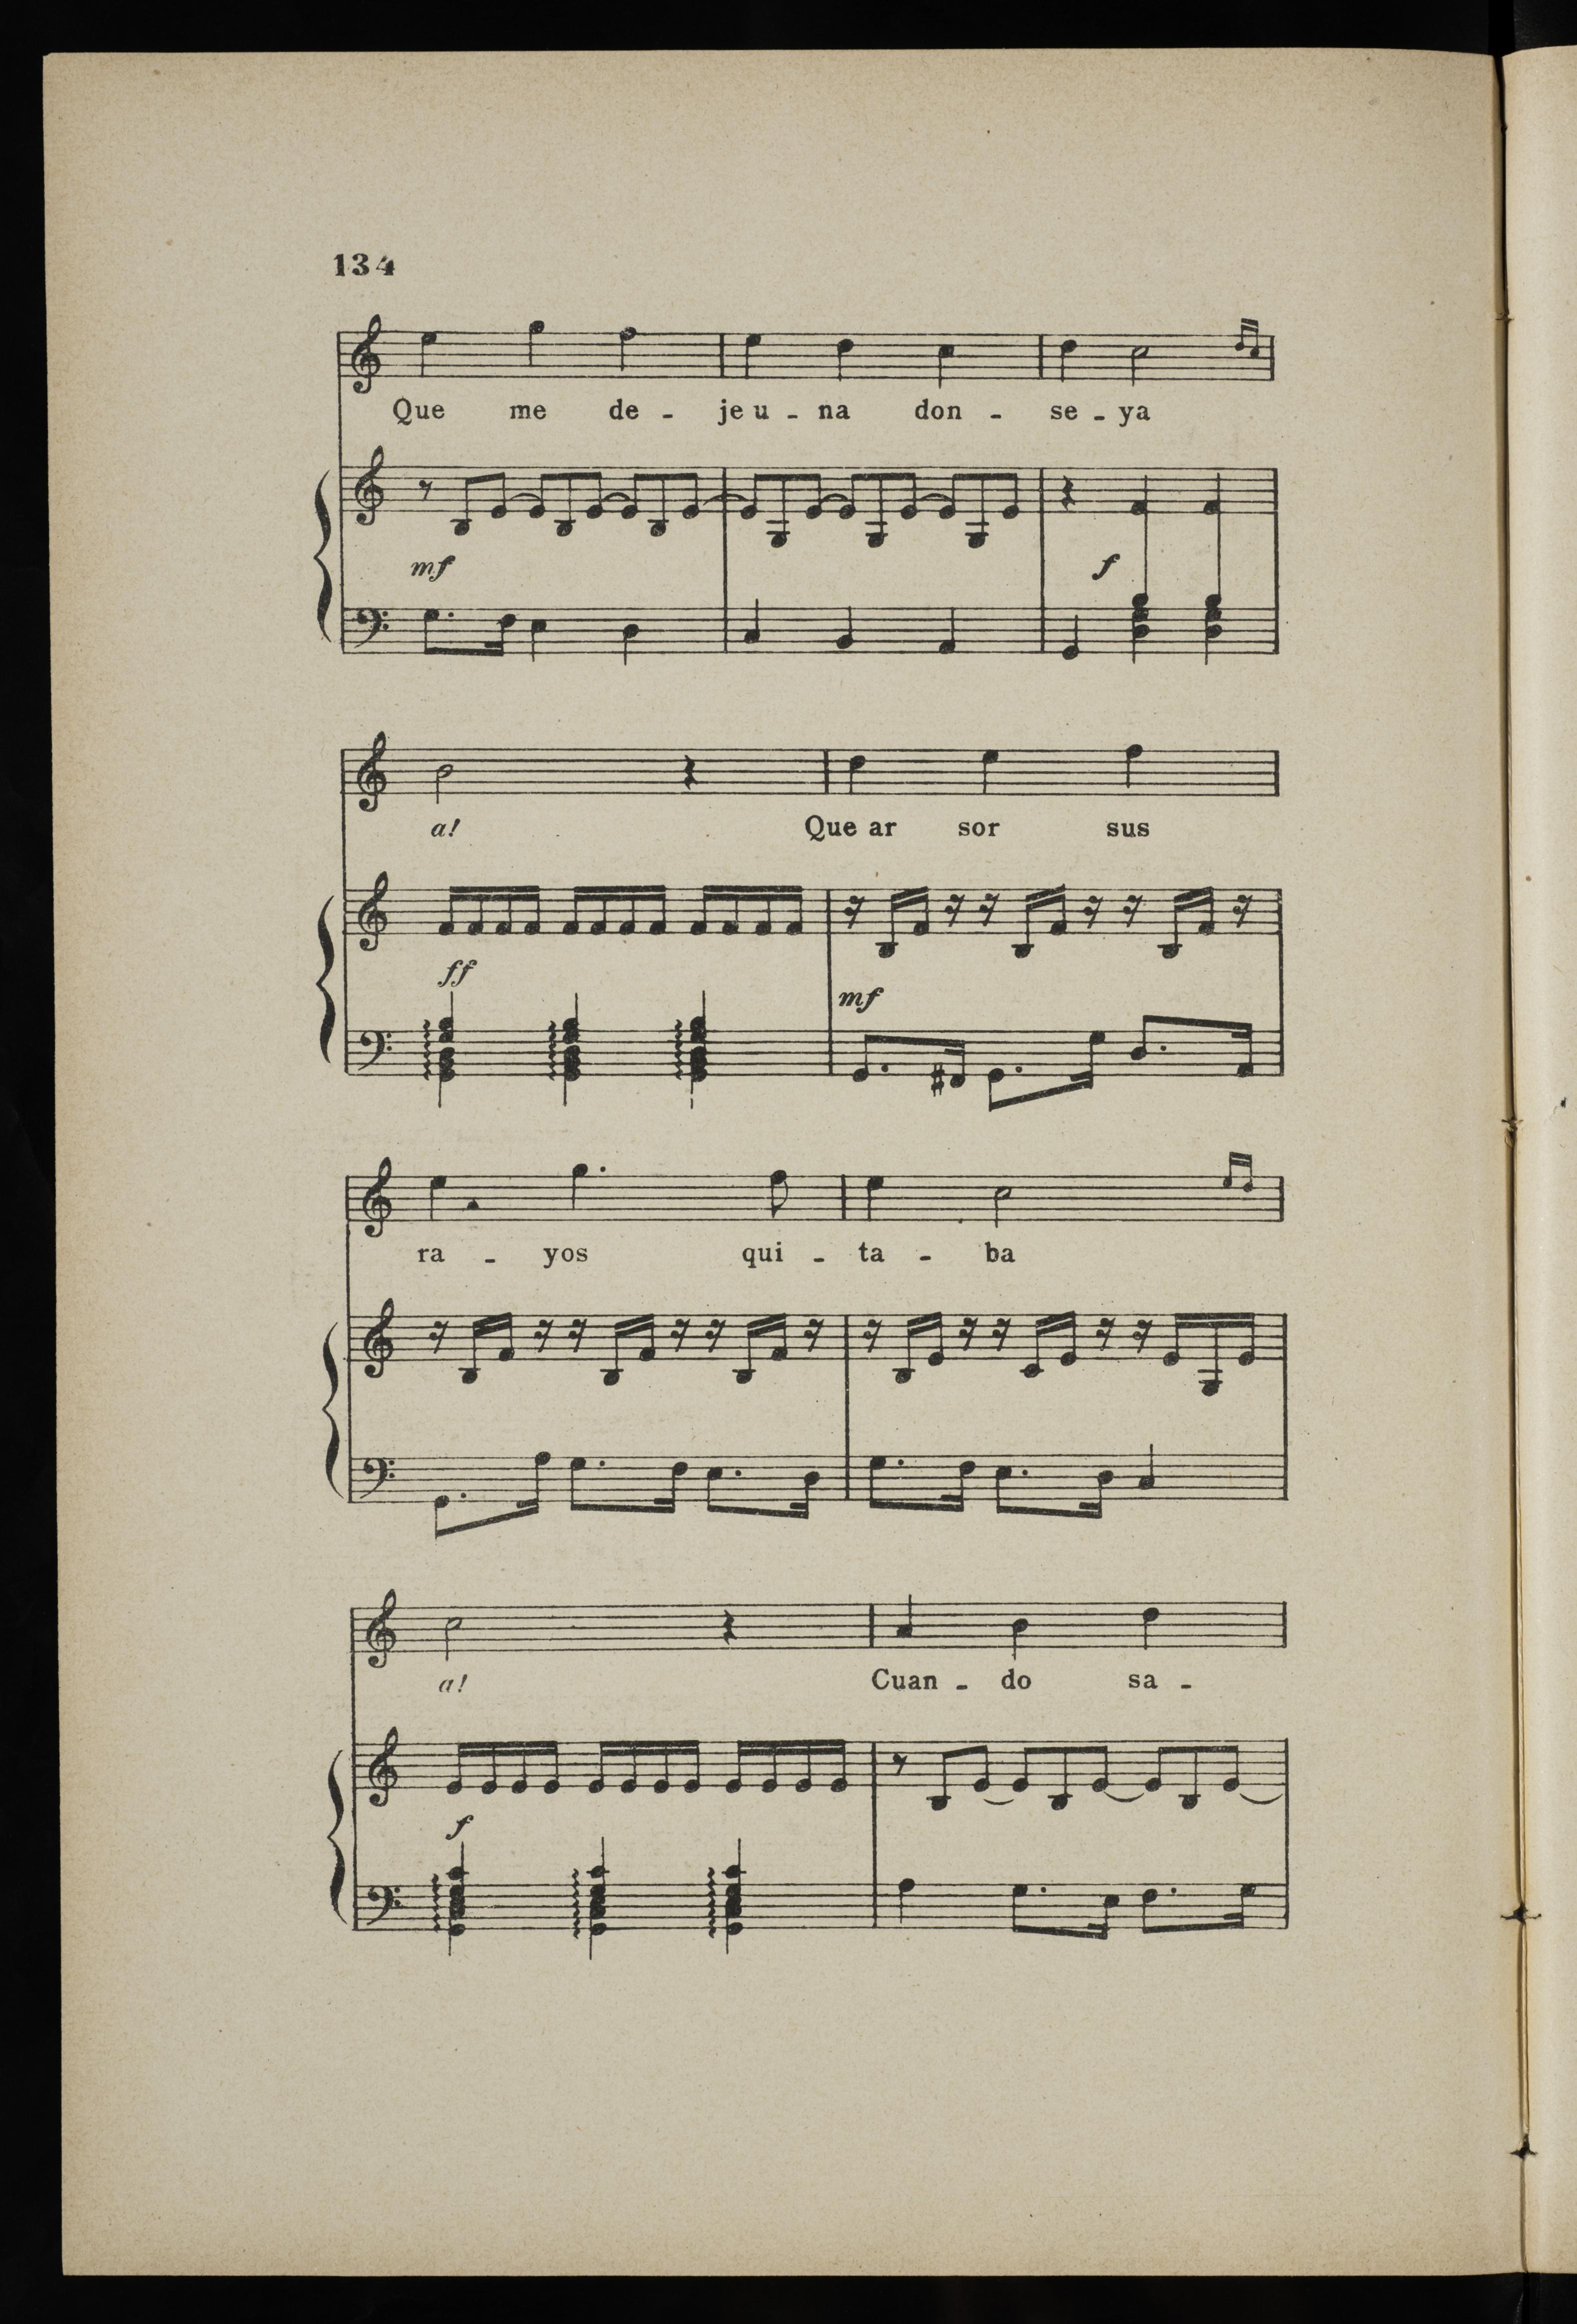 134
Que me de - je u - na don - se - ya
mf f
a! Que ar sor sus
ff mf
ra - yos qui - ta - ba
a! Cuan - do sa -
f